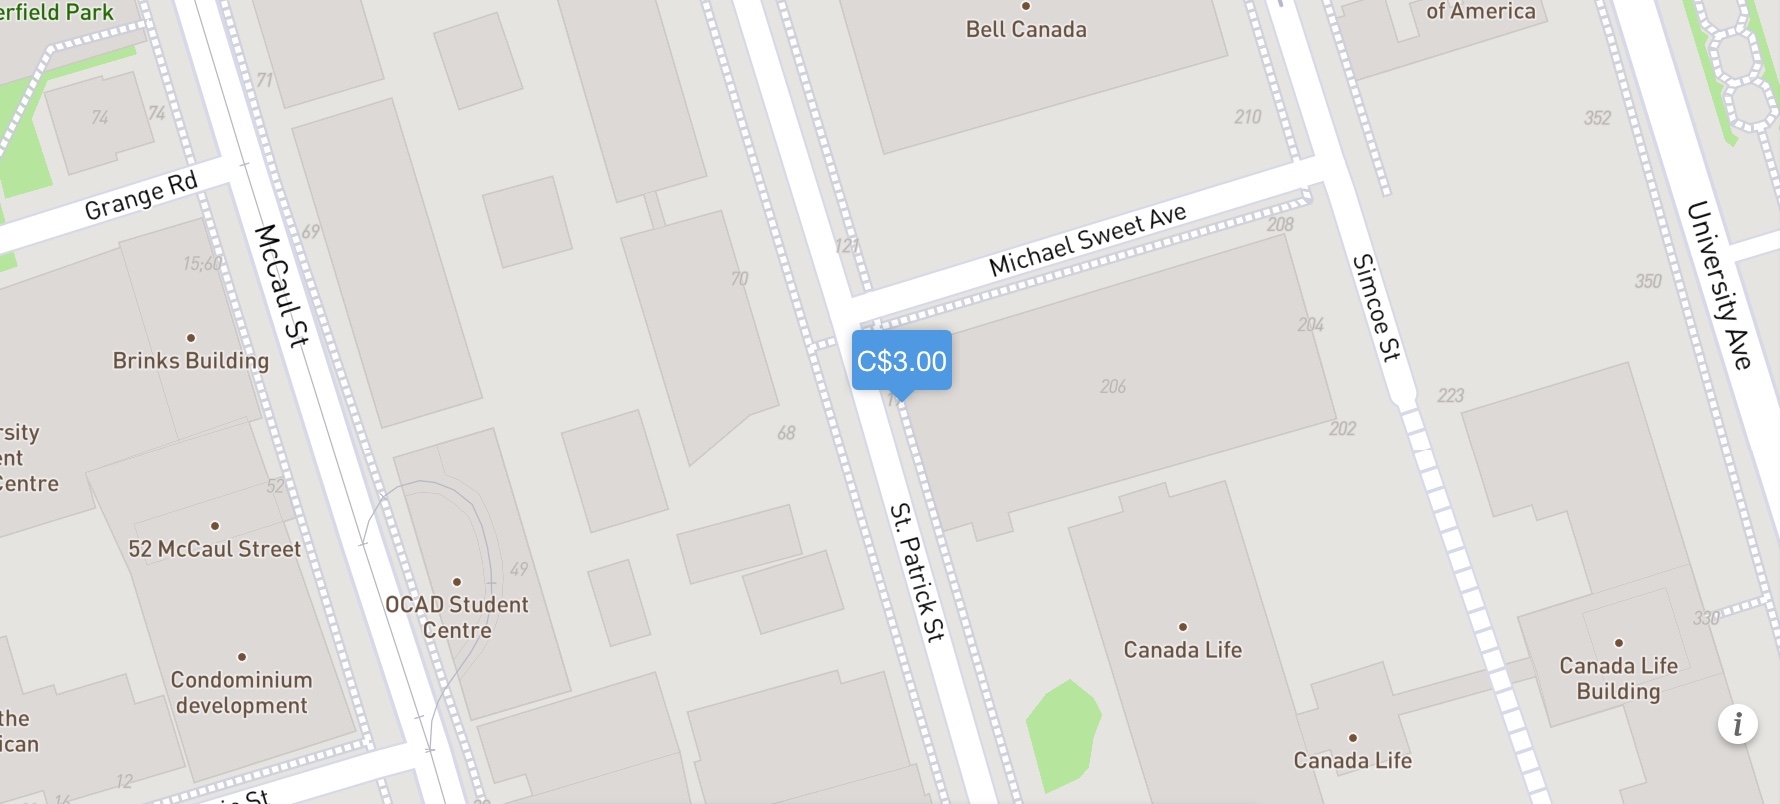 erfield Park
Bell Canada
of America
71
74
74
210
352
Grange Rd
McCaul St
69
15;60
121
70
Michael Sweet Ave
208
Simcoe St
University Ave
350
204
Brinks Building
C$3.00
206
223
202
68
rsity
ent
Centre
52
52 McCaul Street
St. Patrick St
49
OCAD Student
Centre
Canada Life
330
Canada Life
Building
Condominium
development
the
ican
i
Canada Life
12
St